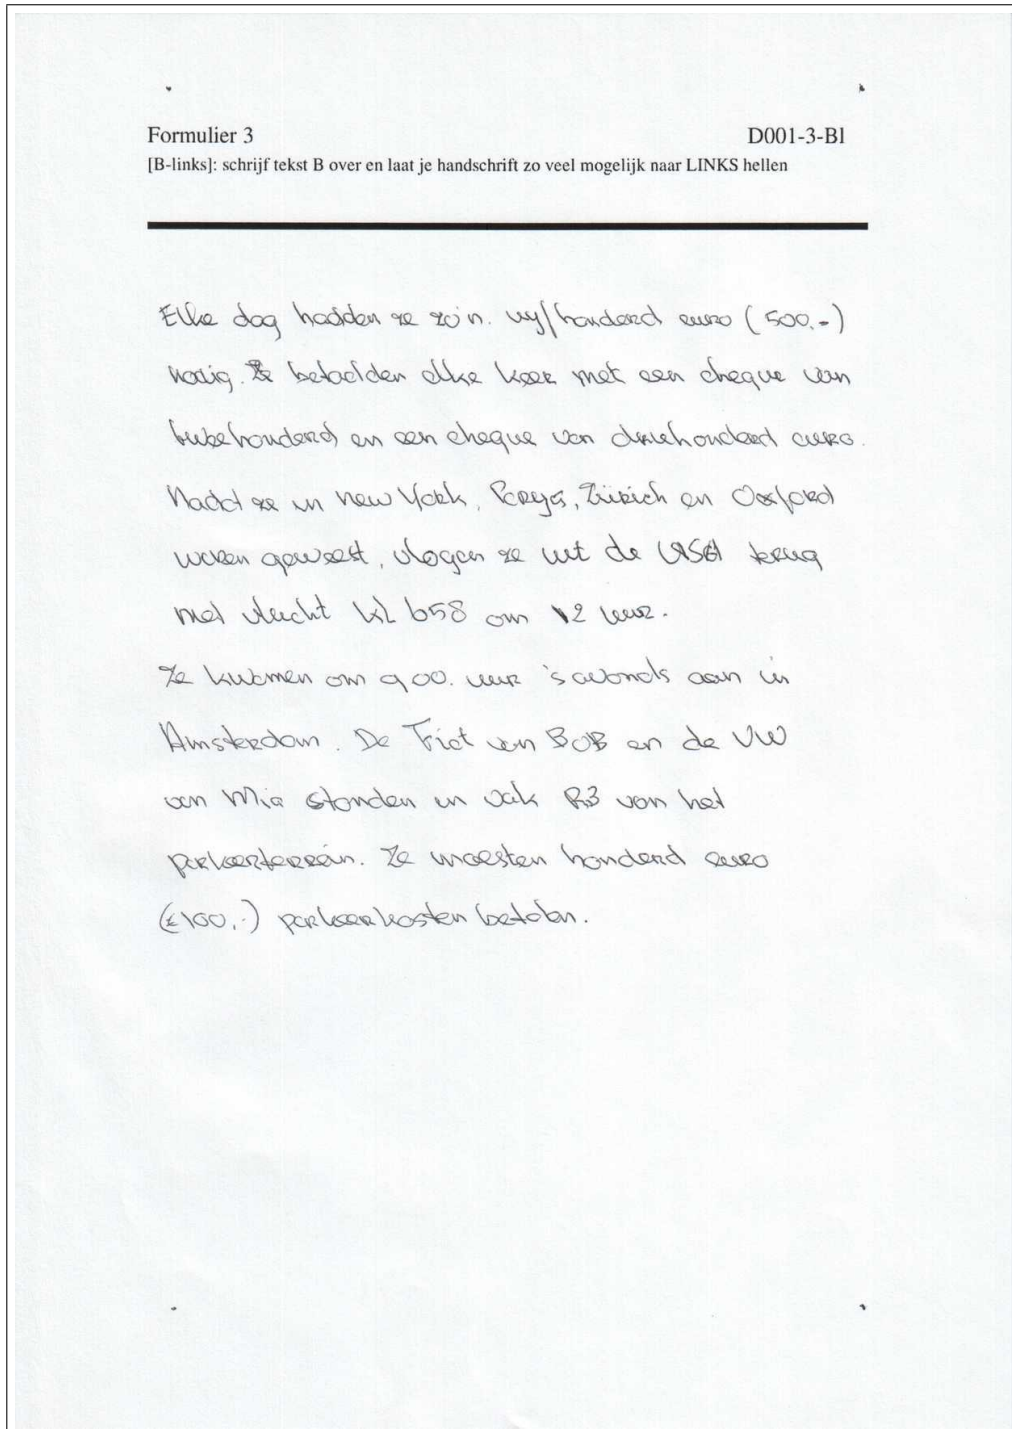 Formulier 3 D001-3-Bl
[B-links]: schrijf tekst B over en laat je handschrift zo veel mogelijk naar LINKS hellen
Elke dag hadden ze zo'n. vijfhonderd euro (500,-)
nodig. Ze betaalden elke keer met een cheque van
tweehonderd en een cheque van driehonderd euro.
Nadat ze in New York, Parijs, Zürich en Oxford
waren geweest, vlogen ze uit de USA terug
met vlucht KL 658 om 12 uur.
Ze kwamen om 9 00. uur 's avonds aan in
Amsterdam. De Fiat van BOB en de VW
van Mia stonden in vak R3 van het
parkeerterrein. Ze moesten honderd euro
(€100,-) parkeerkosten betalen.